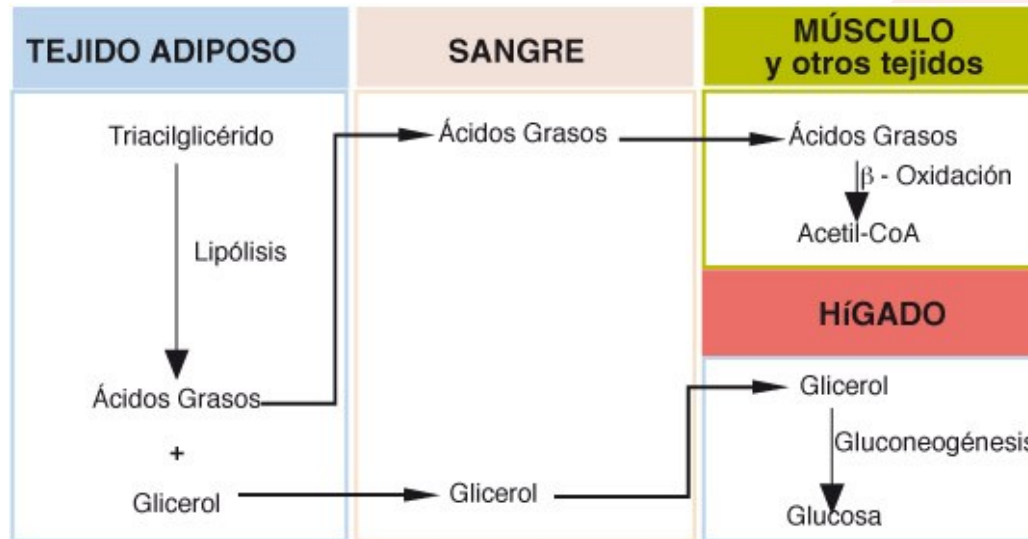 TEJIDO ADIPOSO
Triacilglicérido
Lipólisis
Ácidos Grasos
+
Glicerol
SANGRE
Ácidos Grasos
Glicerol
MÚSCULO
y otros tejidos
Ácidos Grasos
β - Oxidación
Acetil-CoA
HíGADO
Glicerol
Gluconeogénesis
Glucosa